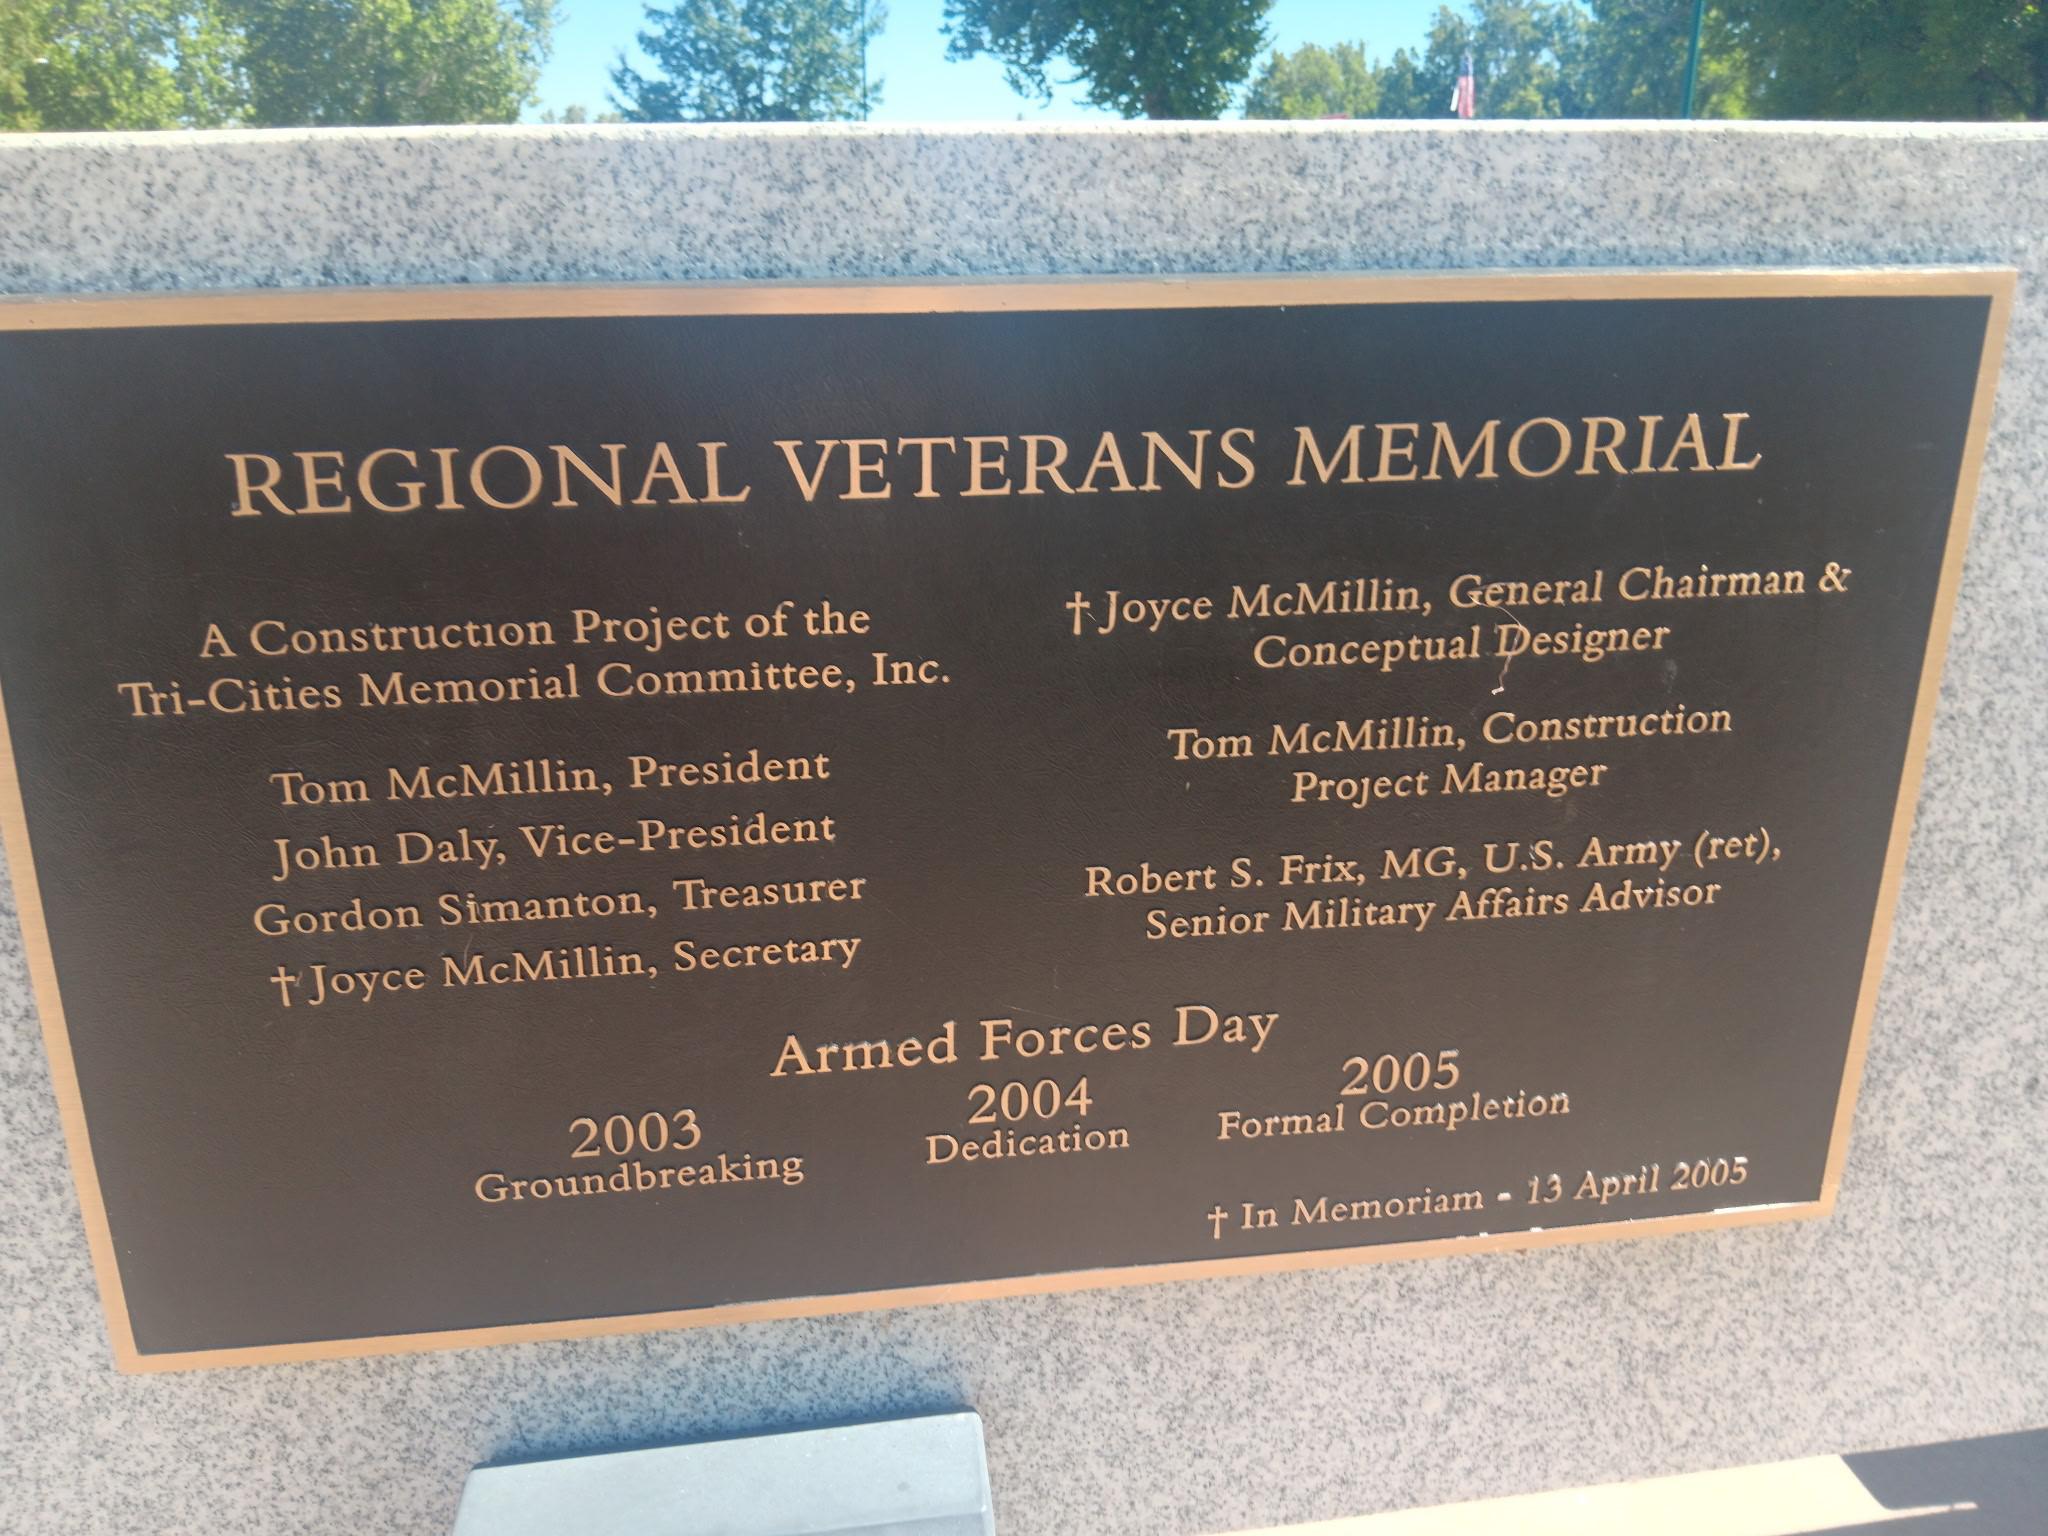 REGIONAL VETERANS MEMORIAL
A Construction Project of the
Tri-Cities Memorial Committee, Inc.
Tom McMillin, President
John Daly, Vice-President
Gordon Simanton, Treasurer
† Joyce McMillin, Secretary
† Joyce McMillin, General Chairman &
Conceptual Designer
Tom McMillin, Construction
Project Manager
Robert S. Frix, MG, U.S. Army (ret),
Senior Military Affairs Advisor
Armed Forces Day
2003
Groundbreaking
2004
Dedication
2005
Formal Completion
† In Memoriam - 13 April 2005